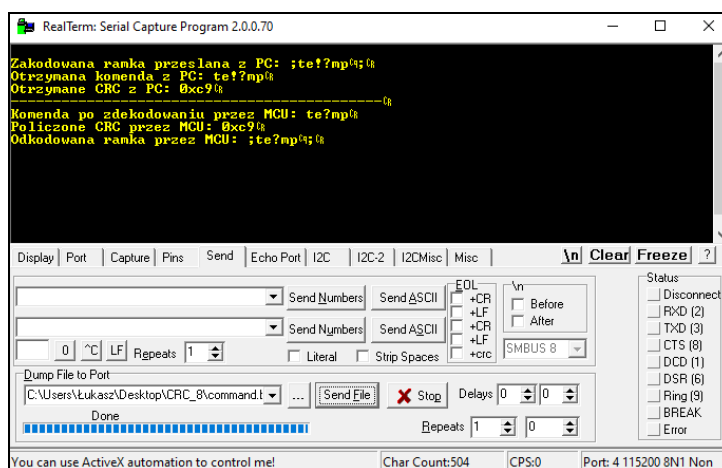 RealTerm: Serial Capture Program 2.0.0.70
Zakodowana ramka przeslana z PC: ;te!?mp
Otrzymana komenda z PC: te!?mp
Otrzymane CRC z PC: 0xc9
------------------------------------------------
Komenda po zdekodowaniu przez MCU: te?mp
Policzone CRC przez MCU: 0xc9
Odkodowana ramka przez MCU: ;te?mp
Display Port Capture Pins Send Echo Port I2C I2C-2 I2CMisc Misc \n Clear Freeze ?
Send Numbers Send ASCII
EOL
+CR
+LF
+CR
+LF
+crc
\n
Before
After
Send Numbers Send ASCII
0 ^C LF Repeats 1
Literal Strip Spaces
SMBUS 8
Dump File to Port
C:\Users\Łukasz\Desktop\CRC_8\command.t ... Send File Stop Delays 0 0
Done
Repeats 1 0
Status
Disconnect
RXD (2)
TXD (3)
CTS (8)
DCD (1)
DSR (6)
Ring (9)
BREAK
Error
You can use ActiveX automation to control me! Char Count:504 CPS:0 Port: 4 115200 8N1 Non